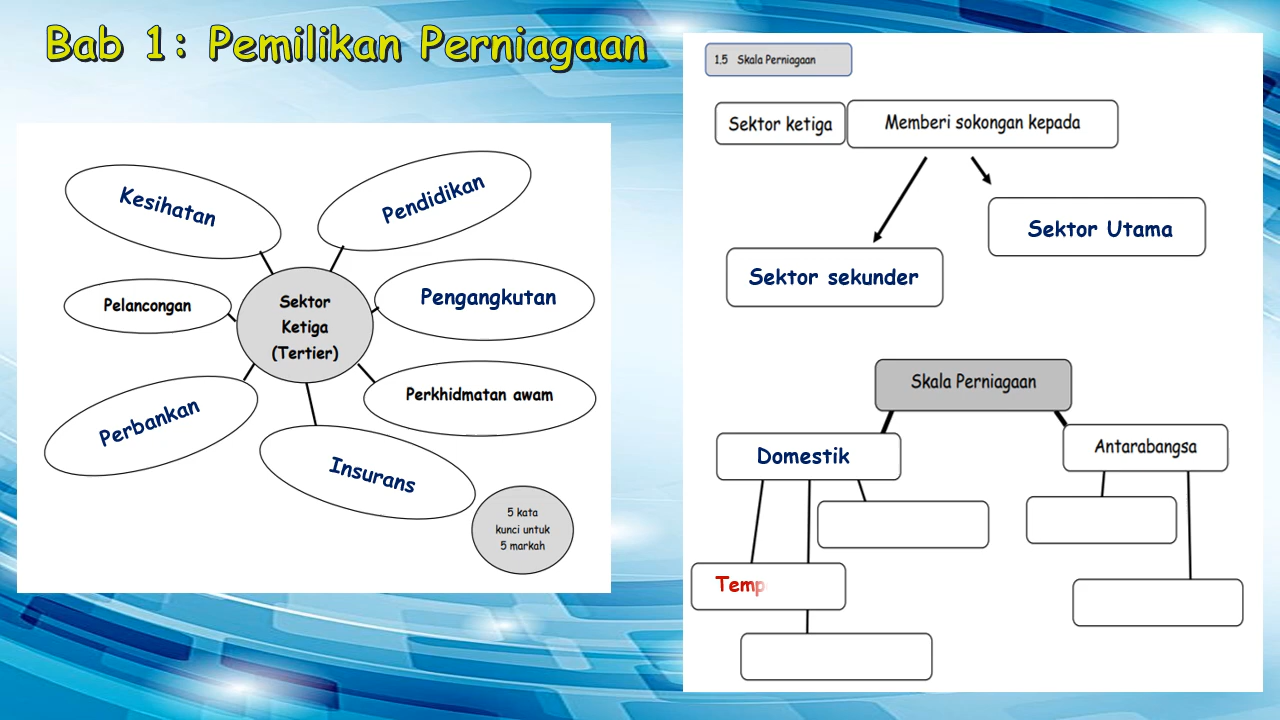 Bab 1: Pemilikan Perniagaan
Kesihatan
Pendidikan
Pelancongan
Sektor
Ketiga
(Tertier)
Pengangkutan
Perkhidmatan awam
Perbankan
Insurans
5 kata
kunci untuk
5 markah
1.5 Skala Perniagaan
Sektor ketiga
Memberi sokongan kepada
Sektor Utama
Sektor sekunder
Skala Perniagaan
Domestik
Antarabangsa
Temp